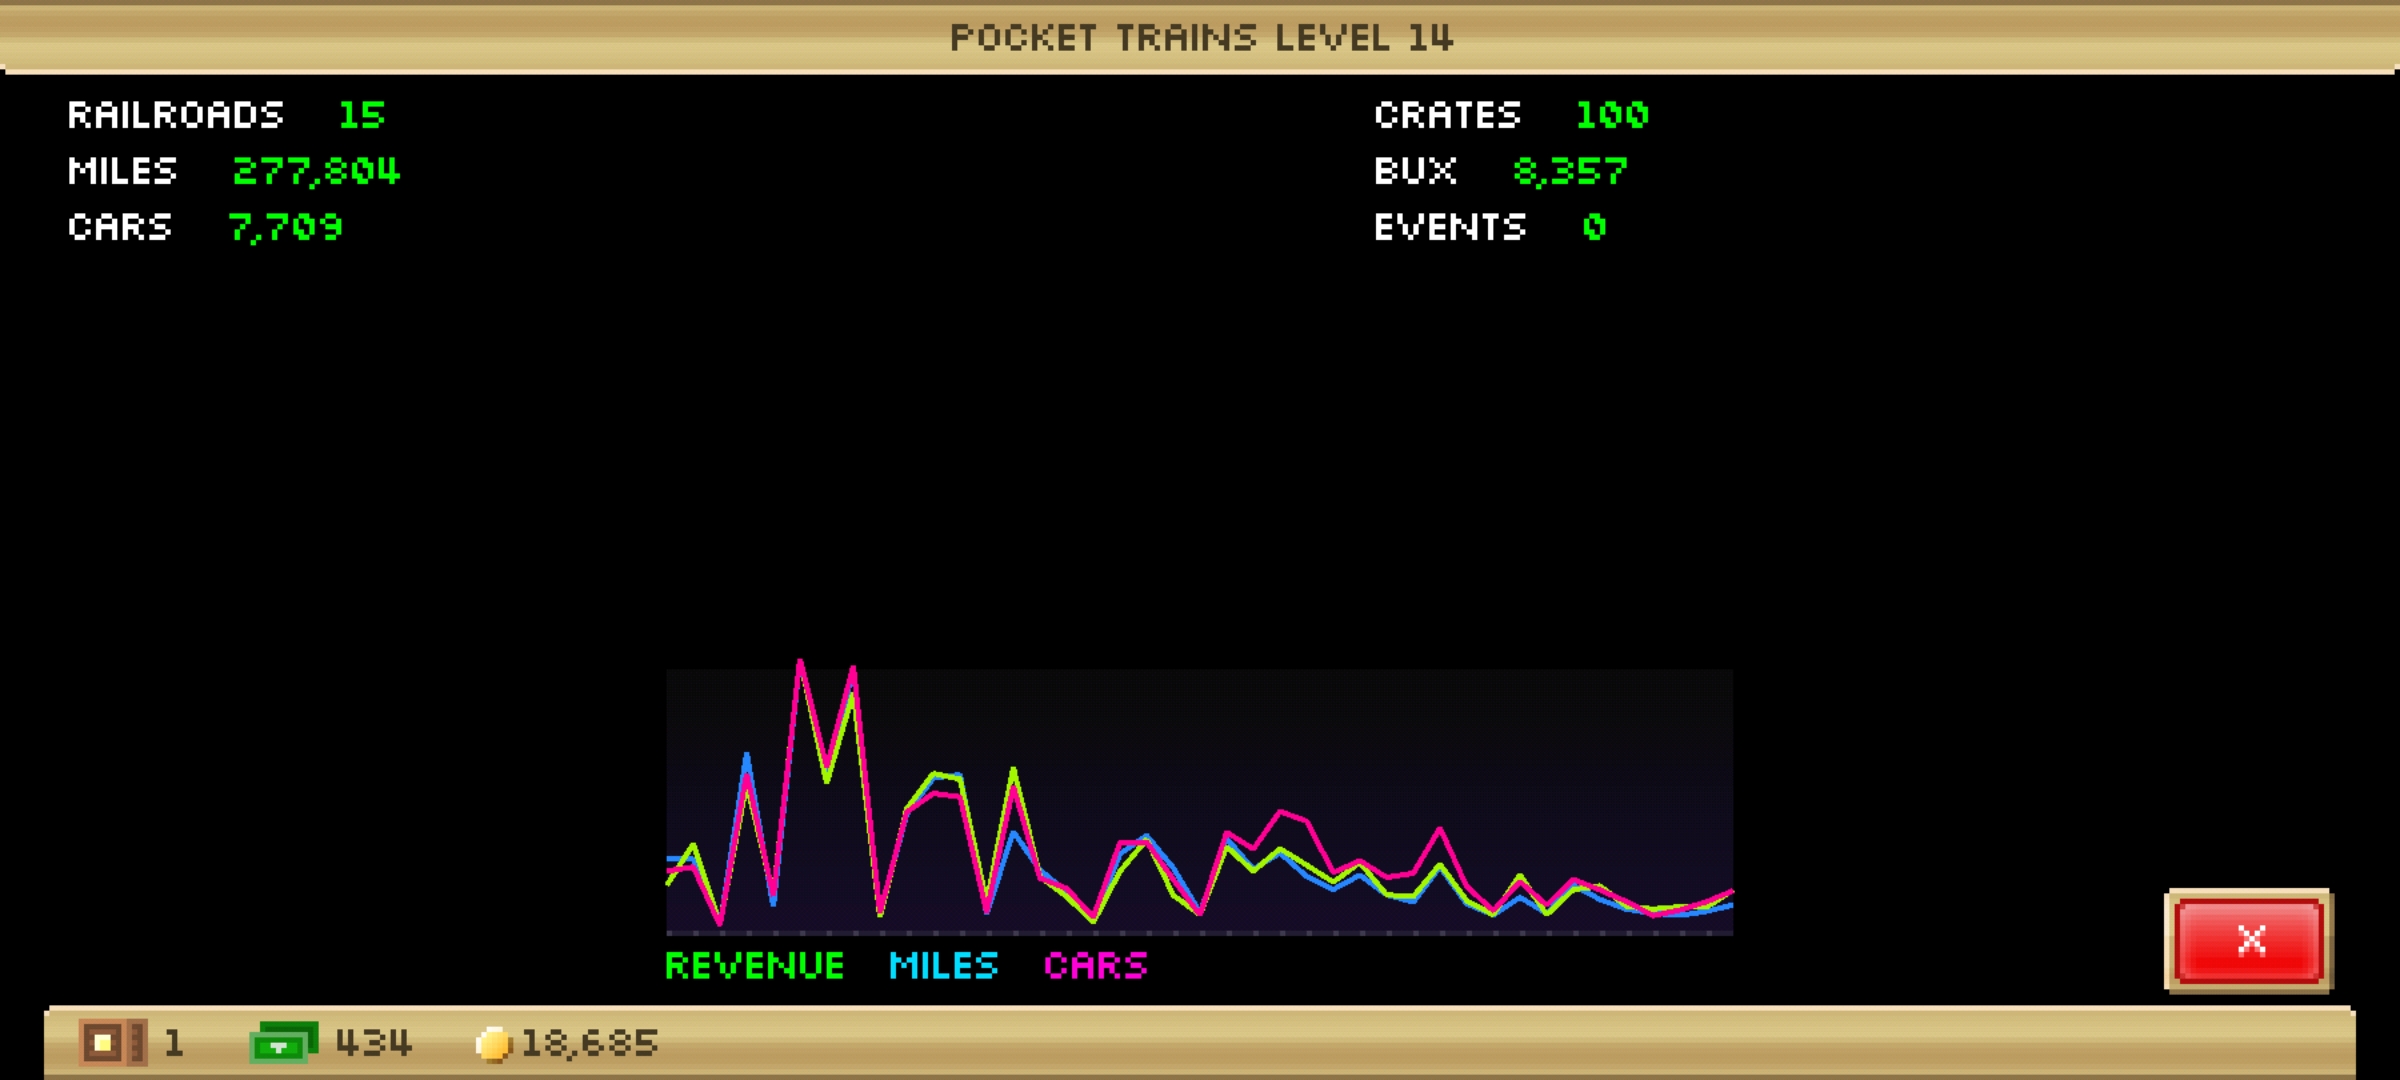 POCKET TRAINS LEVEL 14
RAILROADS 15
MILES 277,804
CARS 7,709
CRATES 100
BUX 8,357
EVENTS 0
REVENUE MILES CARS
X
1 434 18,685